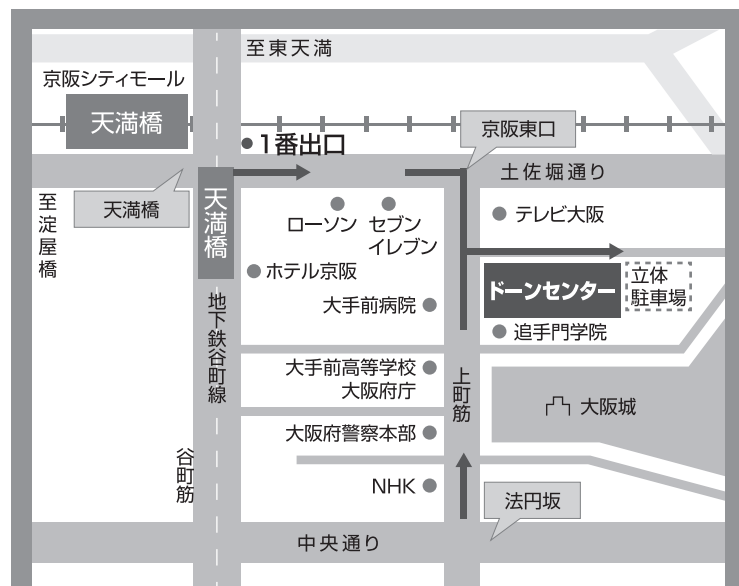 至東天満
京阪シティモール
天満橋
京阪東口
1番出口
土佐堀通り
天満橋
天満橋
至淀屋橋
ローソン
セブン
イレブン
テレビ大阪
ホテル京阪
ドーンセンター
立体
駐車場
大手前病院
追手門学院
地下鉄谷町線
大手前高等学校
大阪府庁
上町筋
大阪城
大阪府警察本部
谷町筋
NHK
法円坂
中央通り